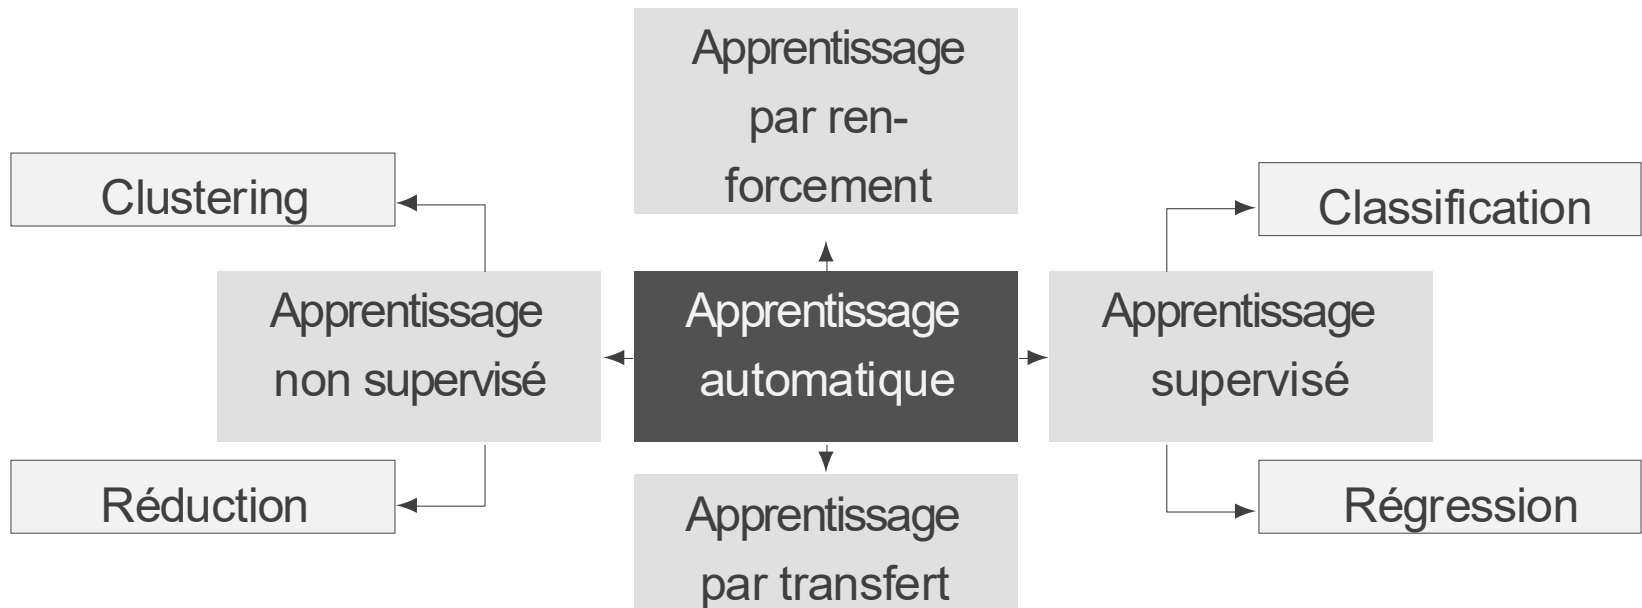 Apprentissage
par ren-
forcement
Clustering
Classification
Apprentissage
non supervisé
Apprentissage
automatique
Apprentissage
supervisé
Réduction
Régression
Apprentissage
par transfert